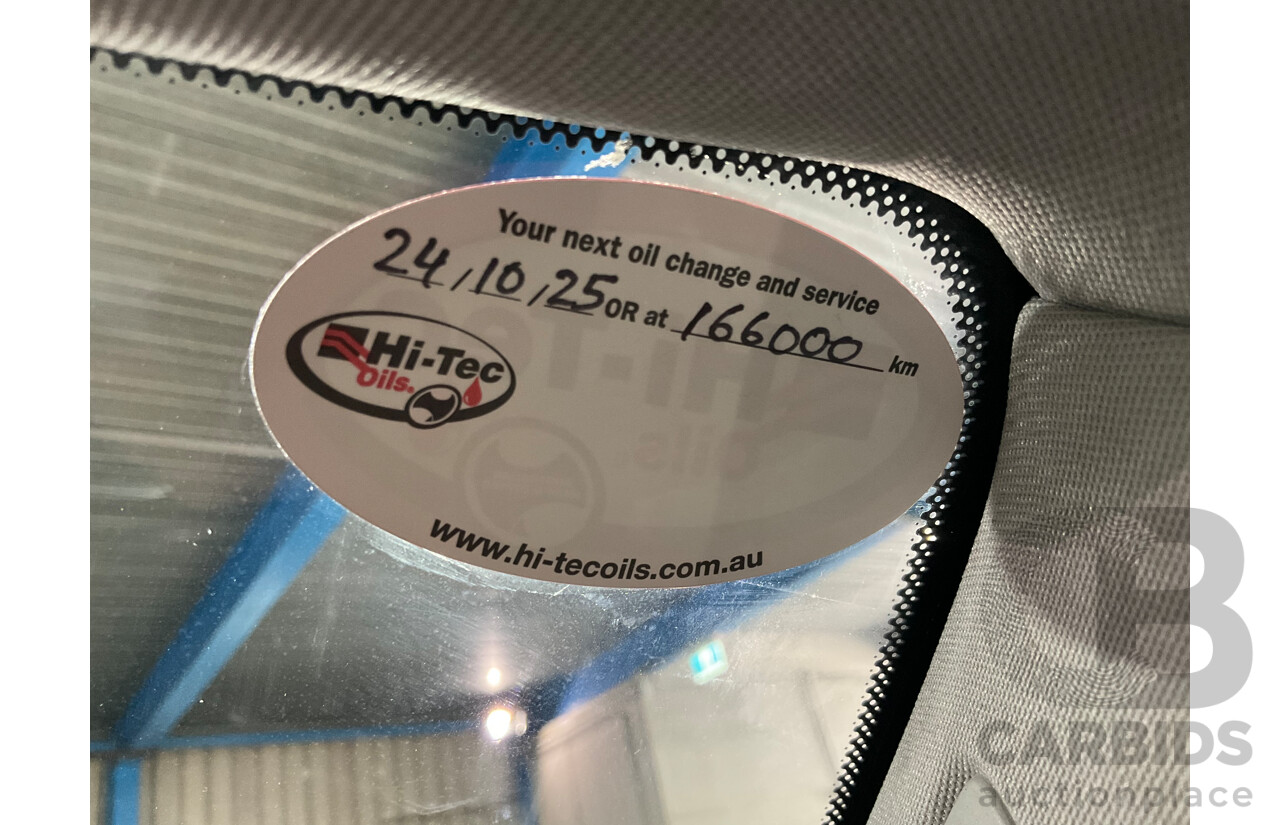 Your next oil change and service
24/10/25 OR at 166000 km
Hi-Tec
Oils.
www.hi-tecoils.com.au
CARBIDS
auctionplace